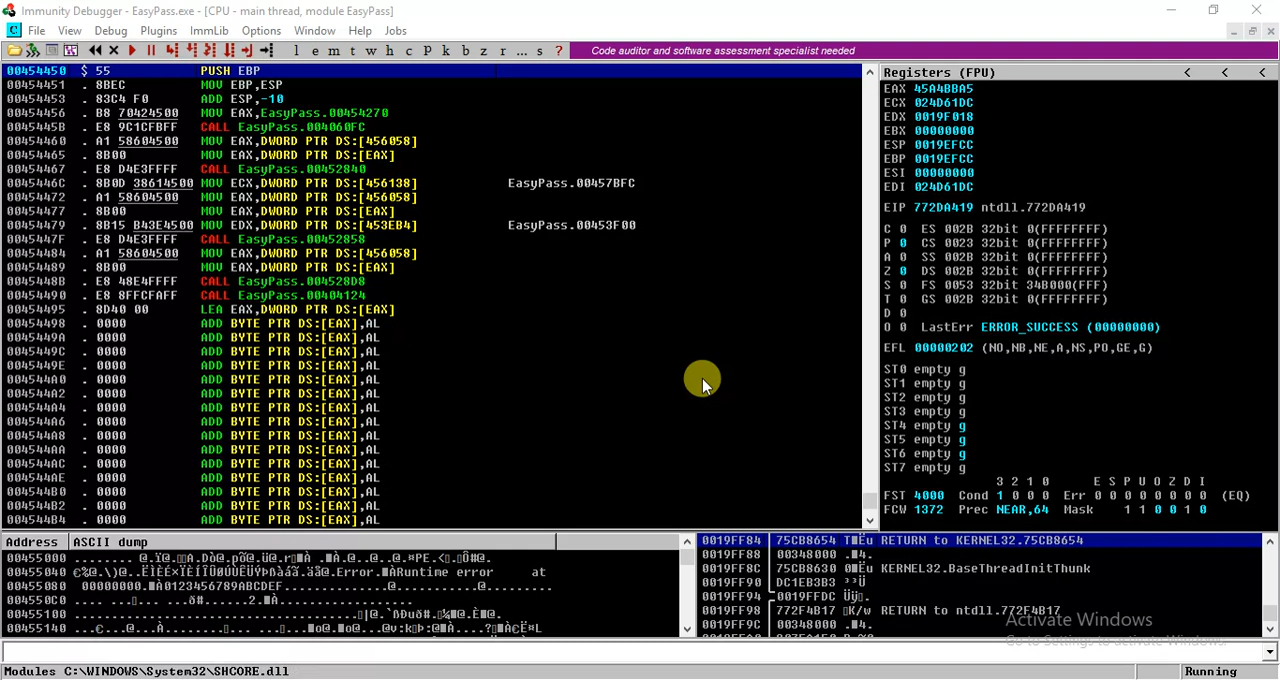 Immunity Debugger - EasyPass.exe - [CPU - main thread, module EasyPass]
File View Debug Plugins ImmLib Options Window Help Jobs
l e m t w h c P k b z r ... s ? Code auditor and software assessment specialist needed
00454450 $ 55 PUSH EBP
00454451 . 8BEC MOV EBP,ESP
00454453 . 83C4 F0 ADD ESP,-10
00454456 . B8 70424500 MOV EAX,EasyPass.00454270
0045445B . E8 9C1CFBFF CALL EasyPass.004060FC
00454460 . A1 58604500 MOV EAX,DWORD PTR DS:[456058]
00454465 . 8B00 MOV EAX,DWORD PTR DS:[EAX]
00454467 . E8 D4E3FFFF CALL EasyPass.00452840
0045446C . 8B0D 38614500 MOV ECX,DWORD PTR DS:[456138] EasyPass.00457BFC
00454472 . A1 58604500 MOV EAX,DWORD PTR DS:[456058]
00454477 . 8B00 MOV EAX,DWORD PTR DS:[EAX]
00454479 . 8B15 B43E4500 MOV EDX,DWORD PTR DS:[453EB4] EasyPass.00453F00
0045447F . E8 D4E3FFFF CALL EasyPass.00452858
00454484 . A1 58604500 MOV EAX,DWORD PTR DS:[456058]
00454489 . 8B00 MOV EAX,DWORD PTR DS:[EAX]
0045448B . E8 48E4FFFF CALL EasyPass.004528D8
00454490 . E8 8FFCFAFF CALL EasyPass.00404124
00454495 . 8D40 00 LEA EAX,DWORD PTR DS:[EAX]
00454498 . 0000 ADD BYTE PTR DS:[EAX],AL
0045449A . 0000 ADD BYTE PTR DS:[EAX],AL
0045449C . 0000 ADD BYTE PTR DS:[EAX],AL
0045449E . 0000 ADD BYTE PTR DS:[EAX],AL
004544A0 . 0000 ADD BYTE PTR DS:[EAX],AL
004544A2 . 0000 ADD BYTE PTR DS:[EAX],AL
004544A4 . 0000 ADD BYTE PTR DS:[EAX],AL
004544A6 . 0000 ADD BYTE PTR DS:[EAX],AL
004544A8 . 0000 ADD BYTE PTR DS:[EAX],AL
004544AA . 0000 ADD BYTE PTR DS:[EAX],AL
004544AC . 0000 ADD BYTE PTR DS:[EAX],AL
004544AE . 0000 ADD BYTE PTR DS:[EAX],AL
004544B0 . 0000 ADD BYTE PTR DS:[EAX],AL
004544B2 . 0000 ADD BYTE PTR DS:[EAX],AL
004544B4 . 0000 ADD BYTE PTR DS:[EAX],AL
Registers (FPU) < < <
EAX 45A4BBA5
ECX 024D61DC
EDX 0019F018
EBX 00000000
ESP 0019EFCC
EBP 0019EFCC
ESI 00000000
EDI 024D61DC
EIP 772DA419 ntdll.772DA419
C 0 ES 002B 32bit 0(FFFFFFFF)
P 0 CS 0023 32bit 0(FFFFFFFF)
A 0 SS 002B 32bit 0(FFFFFFFF)
Z 0 DS 002B 32bit 0(FFFFFFFF)
S 0 FS 0053 32bit 34B000(FFF)
T 0 GS 002B 32bit 0(FFFFFFFF)
D 0
O 0 LastErr ERROR_SUCCESS (00000000)
EFL 00000202 (NO,NB,NE,A,NS,PO,GE,G)
ST0 empty g
ST1 empty g
ST2 empty g
ST3 empty g
ST4 empty g
ST5 empty g
ST6 empty g
ST7 empty g
3 2 1 0 E S P U O Z D I
FST 4000 Cond 1 0 0 0 Err 0 0 0 0 0 0 0 0 (EQ)
FCW 1372 Prec NEAR,64 Mask 1 1 0 0 1 0
Address ASCII dump
00455000
00455040 Error. Runtime error at
00455080 00000000. 0123456789ABCDEF
004550C0
00455100
00455140
0019FF84 75CB8654 RETURN to KERNEL32.75CB8654
0019FF88 00348000
0019FF8C 75CB8630 KERNEL32.BaseThreadInitThunk
0019FF90 DC1EB3B3
0019FF94 0019FFDC
0019FF98 772F4B17 RETURN to ntdll.772F4B17
0019FF9C 00348000
Activate Windows
Go to Settings to activate Windows.
Modules C:\WINDOWS\System32\SHCORE.dll Running